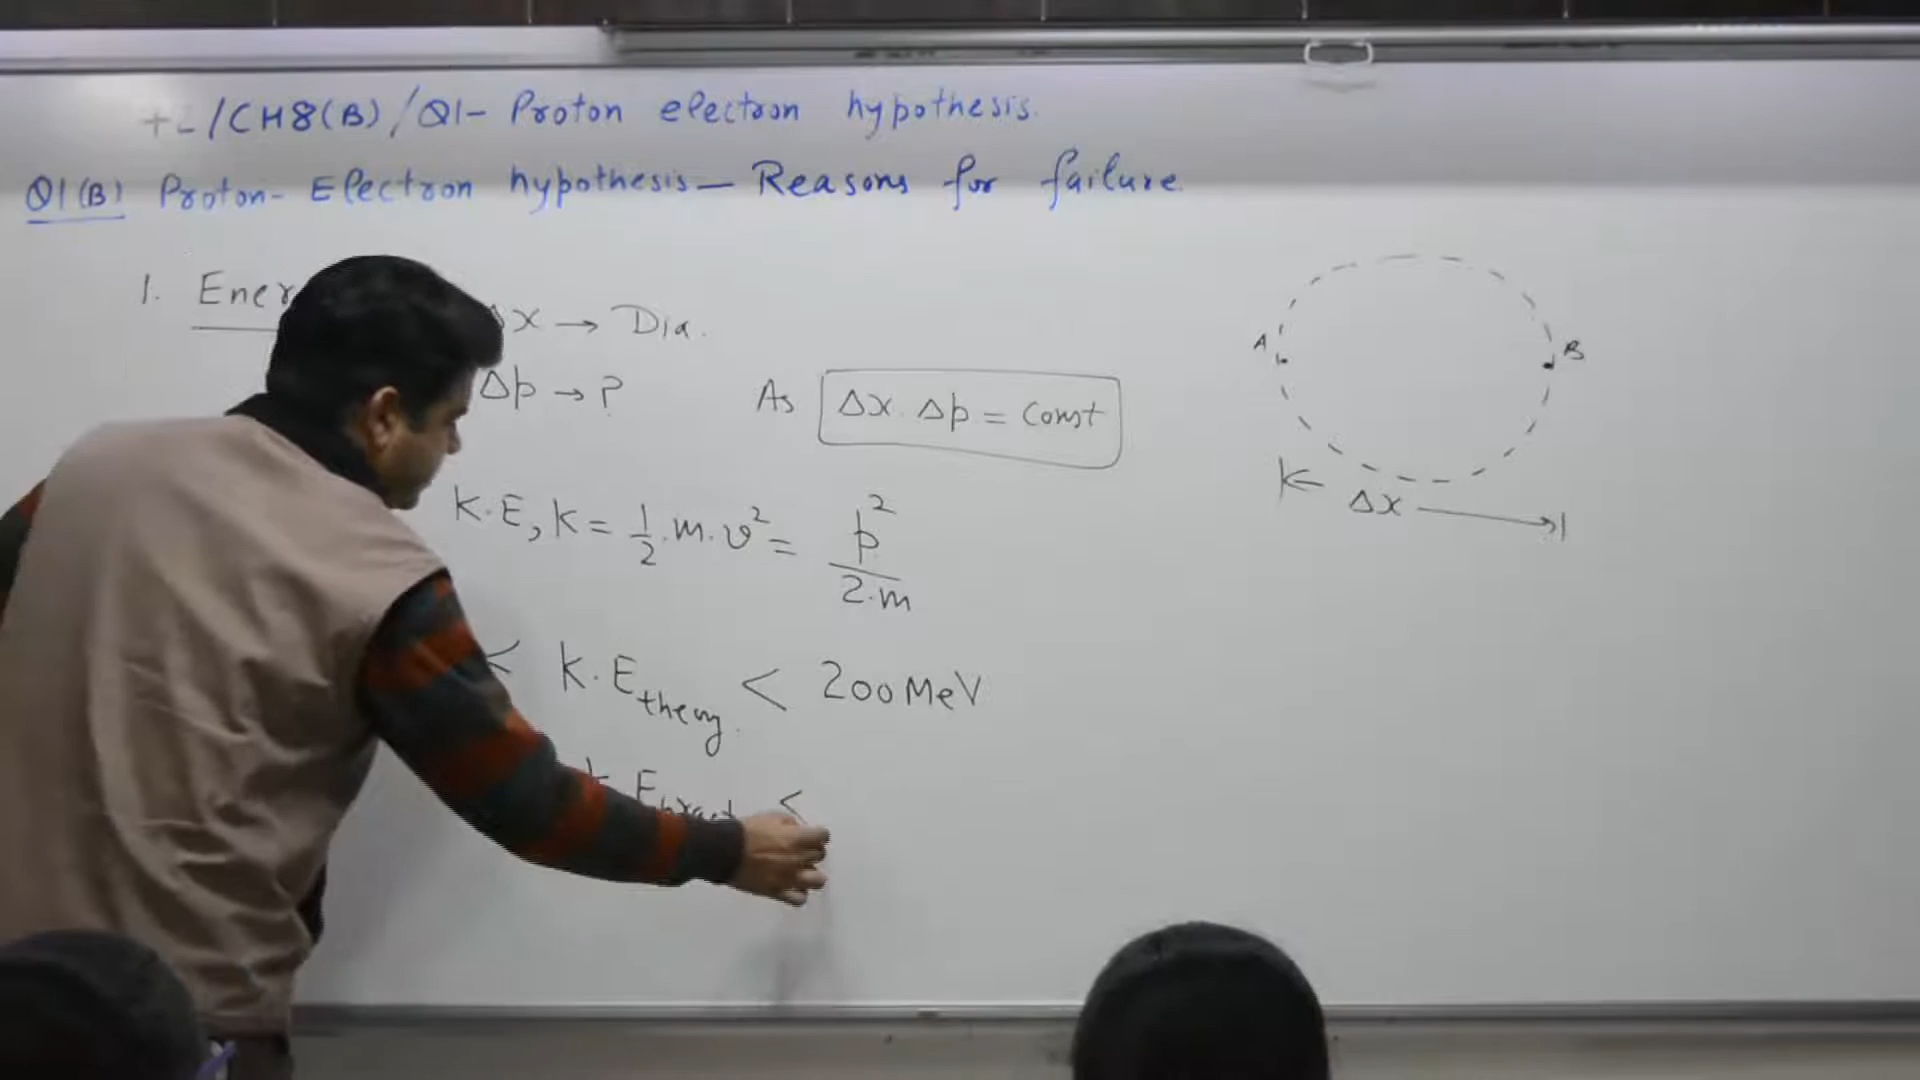 +2/CH8(B)/Q1- Proton electron hypothesis.
Q1(B) Proton- Electron hypothesis— Reasons for failure
1.
Δx → Dia.
Δp → ?
As Δx. Δp = Const
K.E, K = 1/2.m.v² = p²/2.m
< K.E theory < 200 MeV
<
A
B
Δx